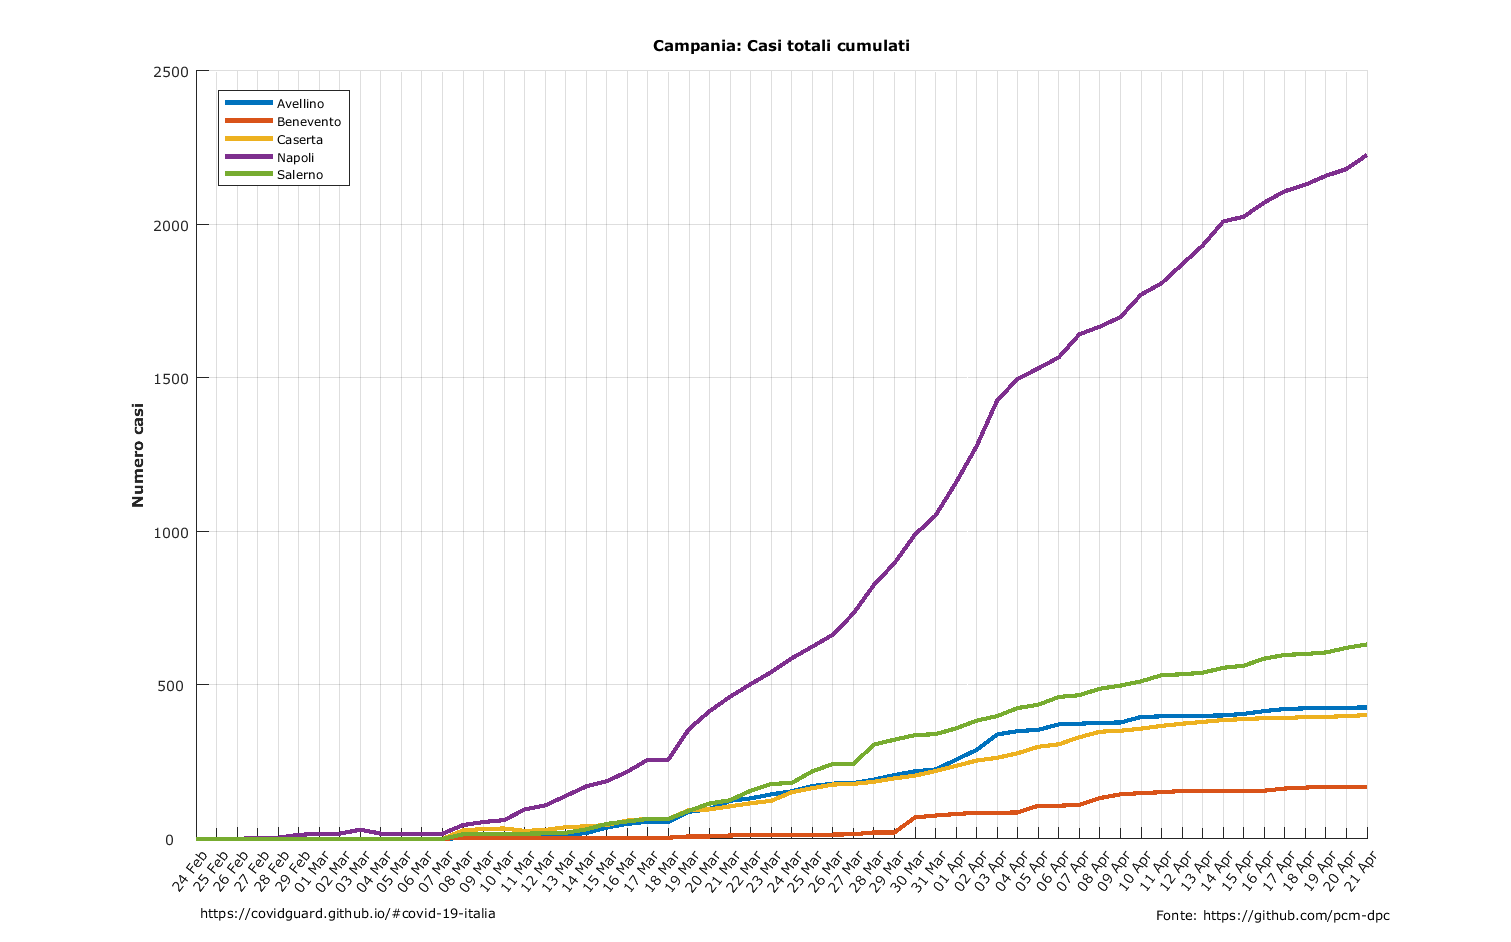 Campania: Casi totali cumulati
2500
2000
1500
1000
500
0
Numero casi
Avellino
Benevento
Caserta
Napoli
Salerno
24 Feb
25 Feb
26 Feb
27 Feb
28 Feb
29 Feb
01 Mar
02 Mar
03 Mar
04 Mar
05 Mar
06 Mar
07 Mar
08 Mar
09 Mar
10 Mar
11 Mar
12 Mar
13 Mar
14 Mar
15 Mar
16 Mar
17 Mar
18 Mar
19 Mar
20 Mar
21 Mar
22 Mar
23 Mar
24 Mar
25 Mar
26 Mar
27 Mar
28 Mar
29 Mar
30 Mar
31 Mar
01 Apr
02 Apr
03 Apr
04 Apr
05 Apr
06 Apr
07 Apr
08 Apr
09 Apr
10 Apr
11 Apr
12 Apr
13 Apr
14 Apr
15 Apr
16 Apr
17 Apr
18 Apr
19 Apr
20 Apr
21 Apr
https://covidguard.github.io/#covid-19-italia
Fonte: https://github.com/pcm-dpc